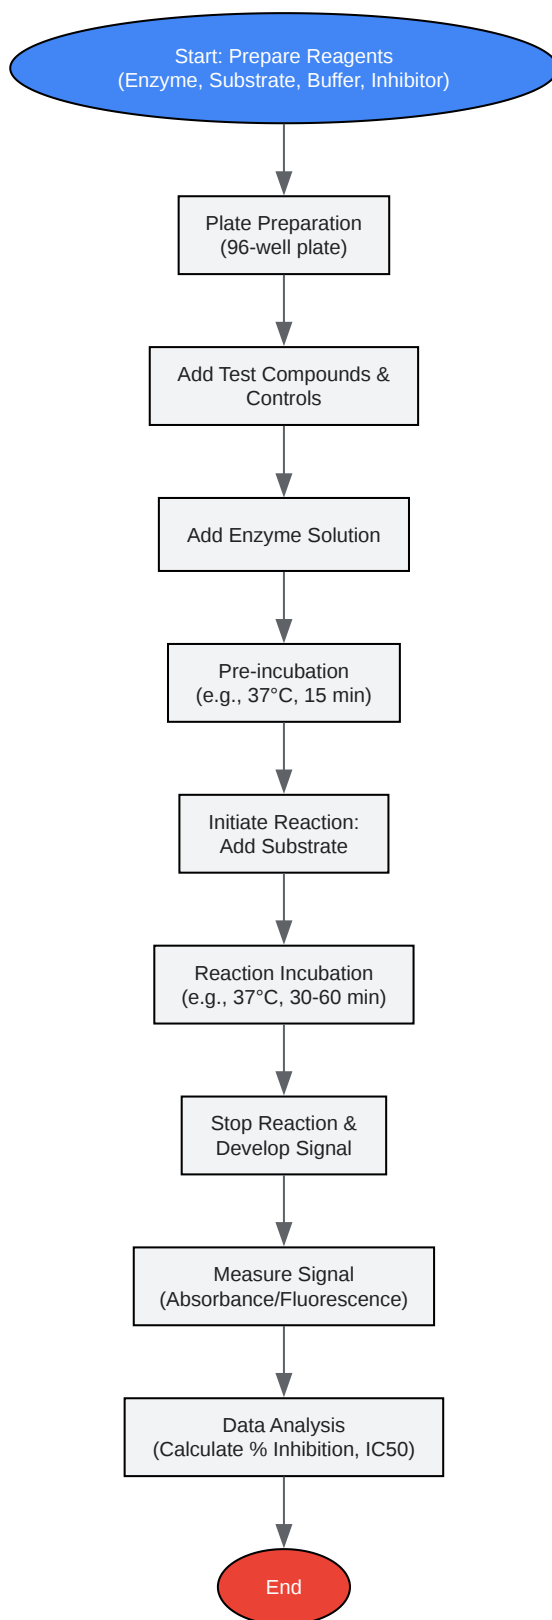 Start: Prepare Reagents
(Enzyme, Substrate, Buffer, Inhibitor)
Plate Preparation
(96-well plate)
Add Test Compounds &
Controls
Add Enzyme Solution
Pre-incubation
(e.g., 37°C, 15 min)
Initiate Reaction:
Add Substrate
Reaction Incubation
(e.g., 37°C, 30-60 min)
Stop Reaction &
Develop Signal
Measure Signal
(Absorbance/Fluorescence)
Data Analysis
(Calculate % Inhibition, IC50)
End